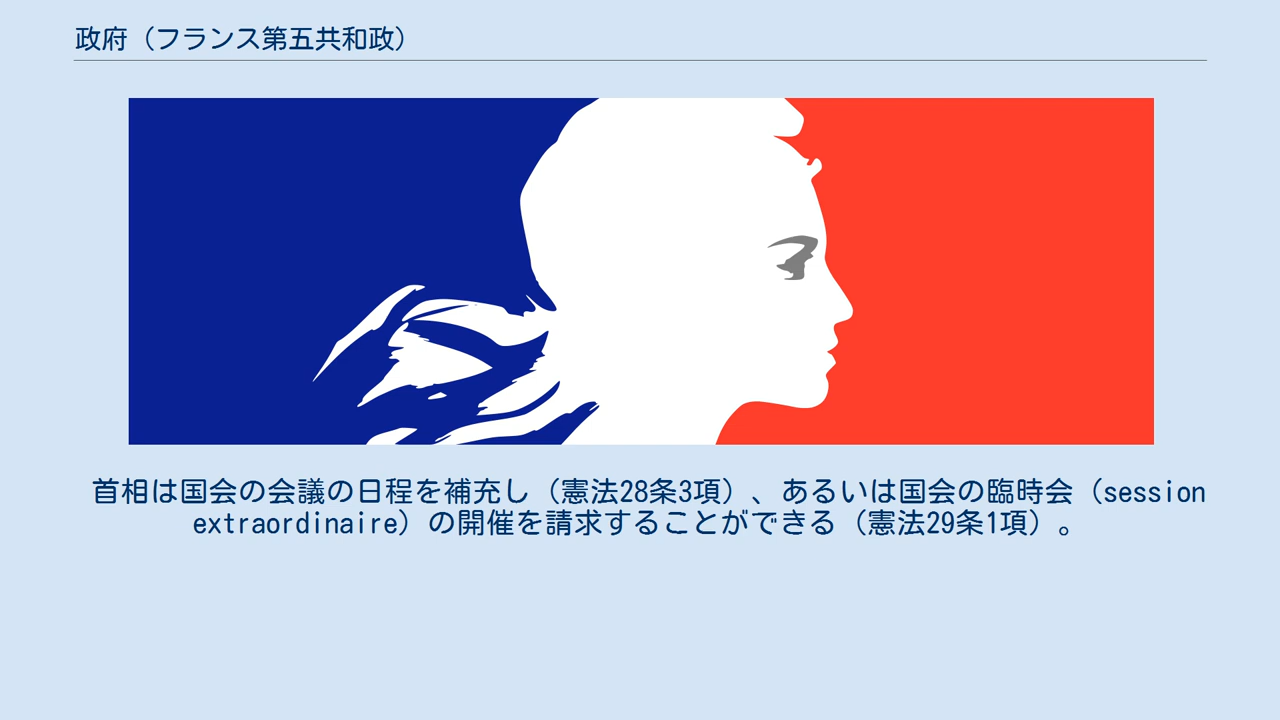 政府（フランス第五共和政）
首相は国会の会議の日程を補充し（憲法28条3項）、あるいは国会の臨時会（session
extraordinaire）の開催を請求することができる（憲法29条1項）。